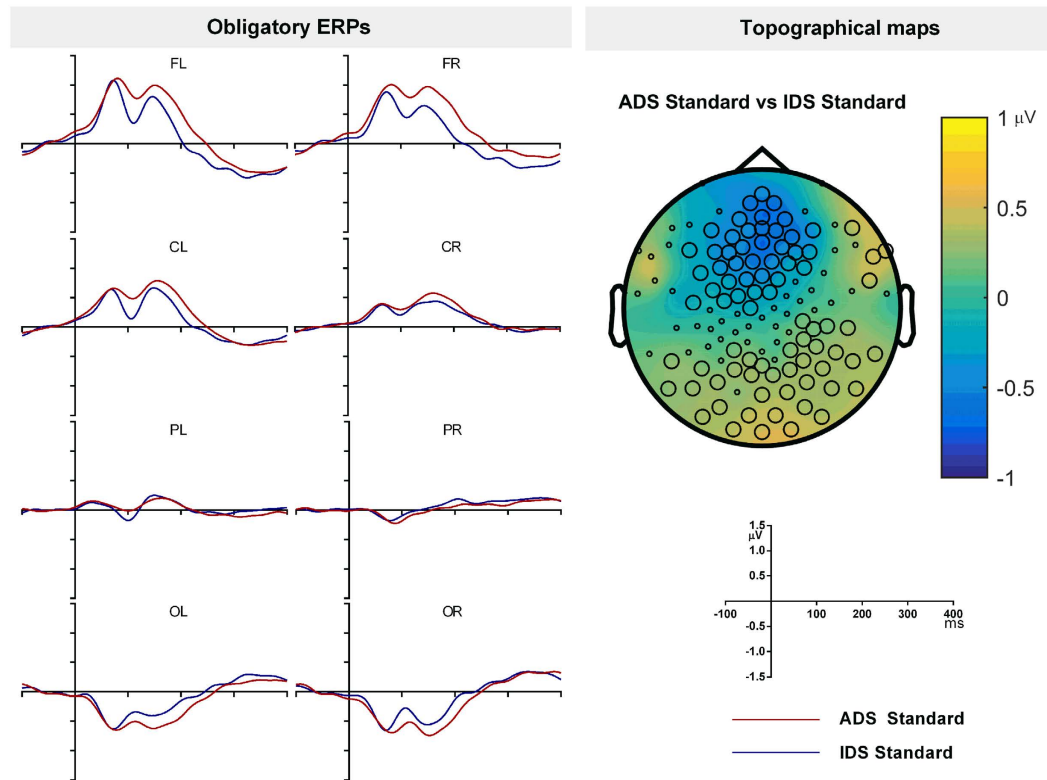 Obligatory ERPs
Topographical maps
FL
FR
CL
CR
PL
PR
OL
OR
ADS Standard vs IDS Standard
1 μV
0.5
0
-0.5
-1
1.5
μV
1.0
0.5
-100 100 200 300 400
ms
-0.5
-1.0
-1.5
ADS Standard
IDS Standard